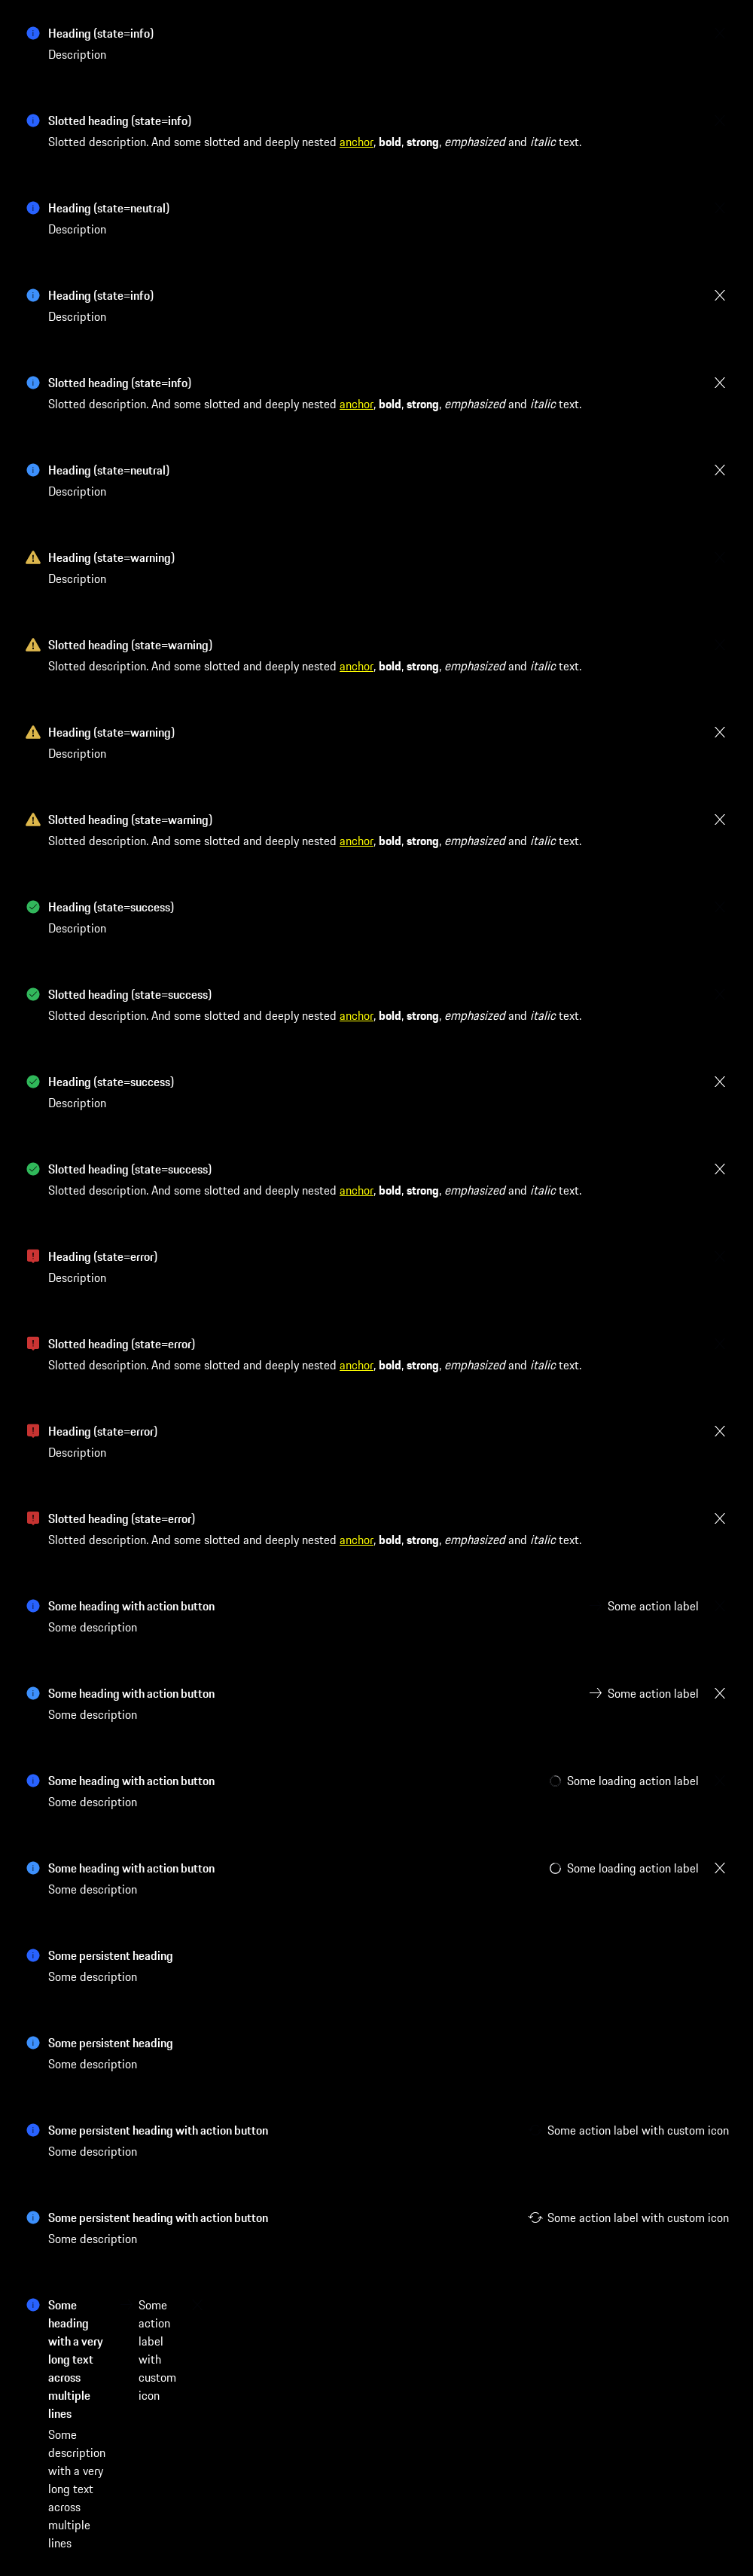 Heading (state=info)
Description
Slotted heading (state=info)
Slotted description. And some slotted and deeply nested anchor, bold, strong, emphasized and italic text.
Heading (state=neutral)
Description
Heading (state=info)
Description
Slotted heading (state=info)
Slotted description. And some slotted and deeply nested anchor, bold, strong, emphasized and italic text.
Heading (state=neutral)
Description
Heading (state=warning)
Description
Slotted heading (state=warning)
Slotted description. And some slotted and deeply nested anchor, bold, strong, emphasized and italic text.
Heading (state=warning)
Description
Slotted heading (state=warning)
Slotted description. And some slotted and deeply nested anchor, bold, strong, emphasized and italic text.
Heading (state=success)
Description
Slotted heading (state=success)
Slotted description. And some slotted and deeply nested anchor, bold, strong, emphasized and italic text.
Heading (state=success)
Description
Slotted heading (state=success)
Slotted description. And some slotted and deeply nested anchor, bold, strong, emphasized and italic text.
Heading (state=error)
Description
Slotted heading (state=error)
Slotted description. And some slotted and deeply nested anchor, bold, strong, emphasized and italic text.
Heading (state=error)
Description
Slotted heading (state=error)
Slotted description. And some slotted and deeply nested anchor, bold, strong, emphasized and italic text.
Some heading with action button
Some action label
Some description
Some heading with action button
Some action label
Some description
Some heading with action button
Some loading action label
Some description
Some heading with action button
Some loading action label
Some description
Some persistent heading
Some description
Some persistent heading
Some description
Some persistent heading with action button
Some action label with custom icon
Some description
Some persistent heading with action button
Some action label with custom icon
Some description
Some
heading
with a very
long text
across
multiple
lines
Some
description
with a very
long text
across
multiple
lines
Some
action
label
with
custom
icon